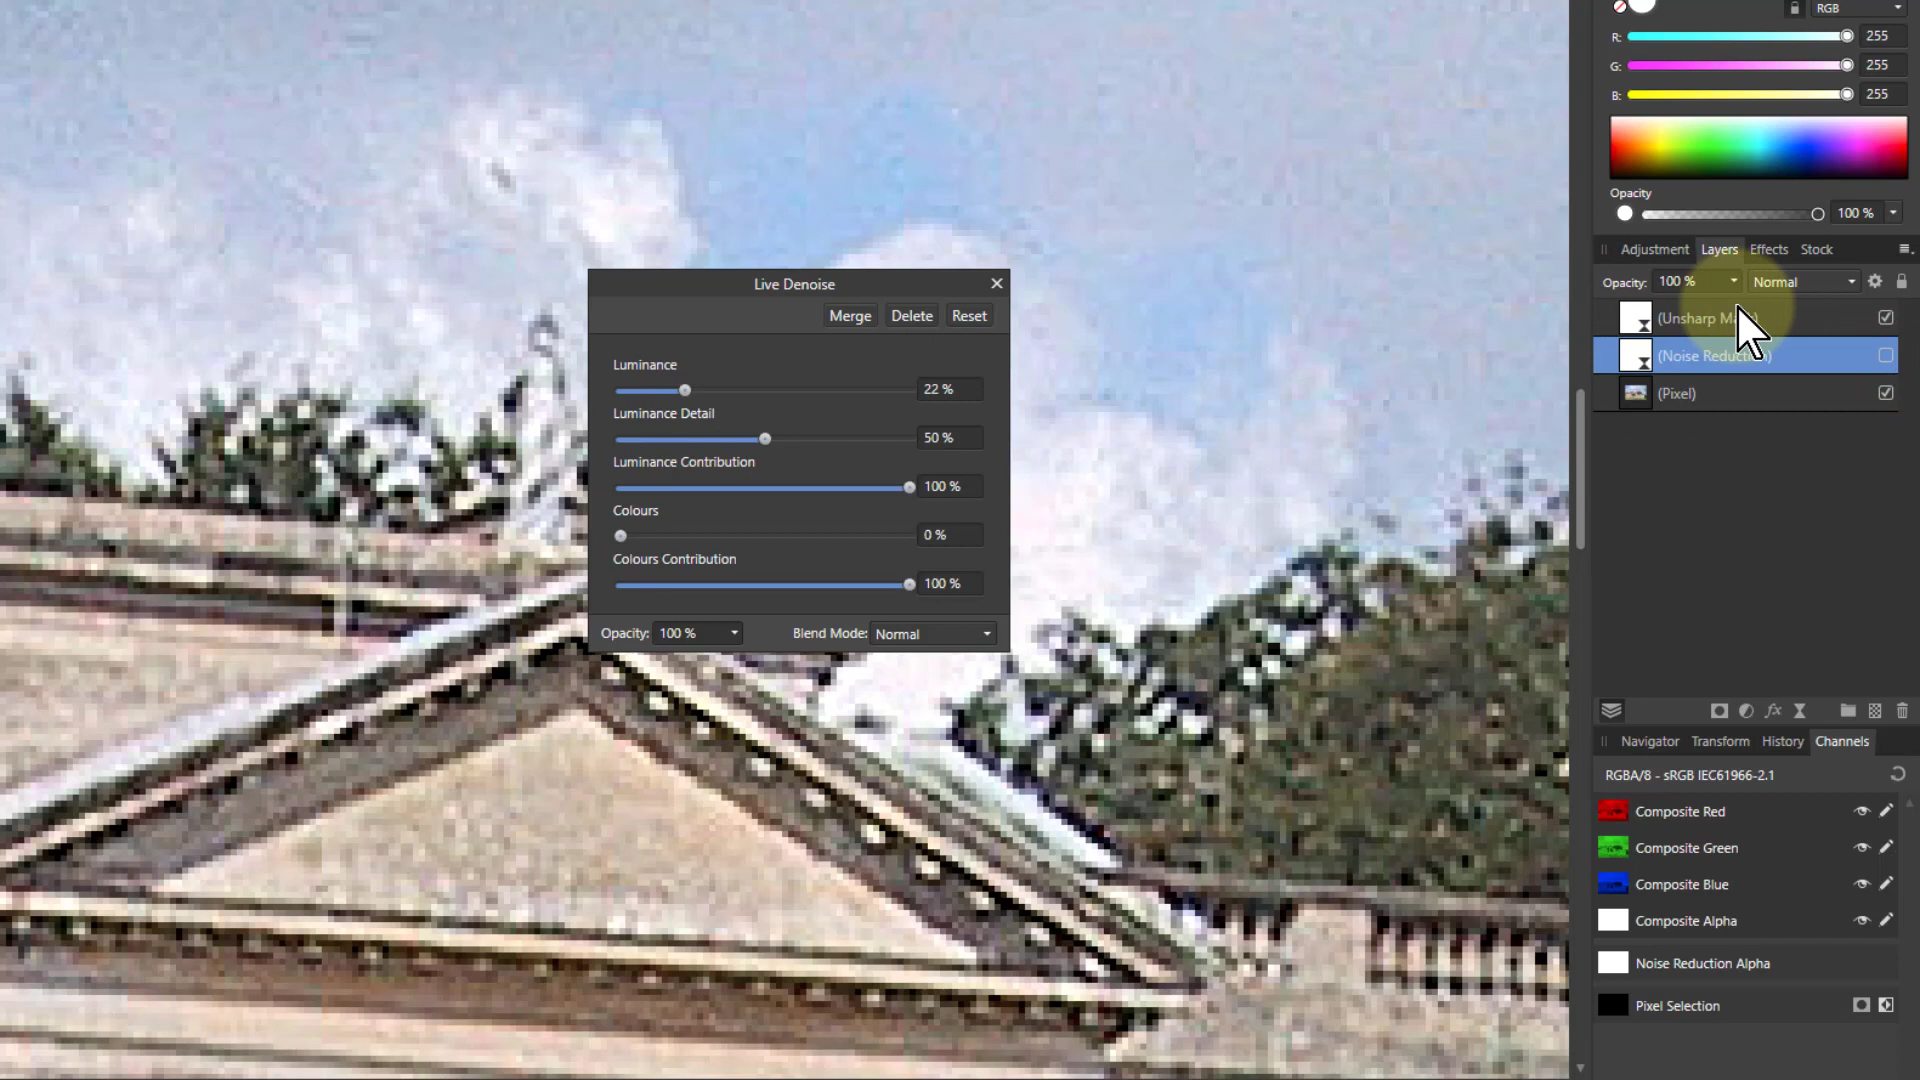 RGB
R: 255
G: 255
B: 255
Opacity
100 %
Adjustment Layers Effects Stock
Opacity: 100 % Normal
(Unsharp M
(Noise Reduction)
(Pixel)
Live Denoise
Merge Delete Reset
Luminance
22 %
Luminance Detail
50 %
Luminance Contribution
100 %
Colours
0 %
Colours Contribution
100 %
Opacity: 100 % Blend Mode: Normal
fx
Navigator Transform History Channels
RGBA/8 - sRGB IEC61966-2.1
Composite Red
Composite Green
Composite Blue
Composite Alpha
Noise Reduction Alpha
Pixel Selection